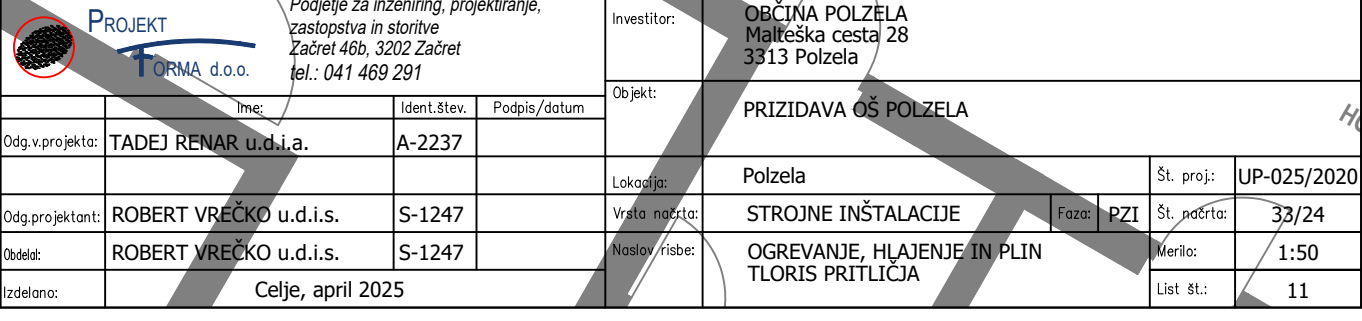 PROJEKT
FORMA d.o.o.
Podjetje za inženiring, projektiranje,
zastopstva in storitve
Začret 46b, 3202 Začret
tel.: 041 469 291
Investitor:
OBČINA POLZELA
Malteška cesta 28
3313 Polzela
Ime:
Ident.štev.
Podpis/datum
Objekt:
PRIZIDAVA OŠ POLZELA
Odg.v.projekta:
TADEJ RENAR u.d.i.a.
A-2237
Lokacija:
Polzela
Št. proj.:
UP-025/2020
Odg.projektant:
ROBERT VREČKO u.d.i.s.
S-1247
Vrsta načrta:
STROJNE INŠTALACIJE
Faza:
PZI
Št. načrta:
33/24
Obdelal:
ROBERT VREČKO u.d.i.s.
S-1247
Naslov risbe:
OGREVANJE, HLAJENJE IN PLIN
TLORIS PRITLIČJA
Merilo:
1:50
Izdelano:
Celje, april 2025
List št.:
11